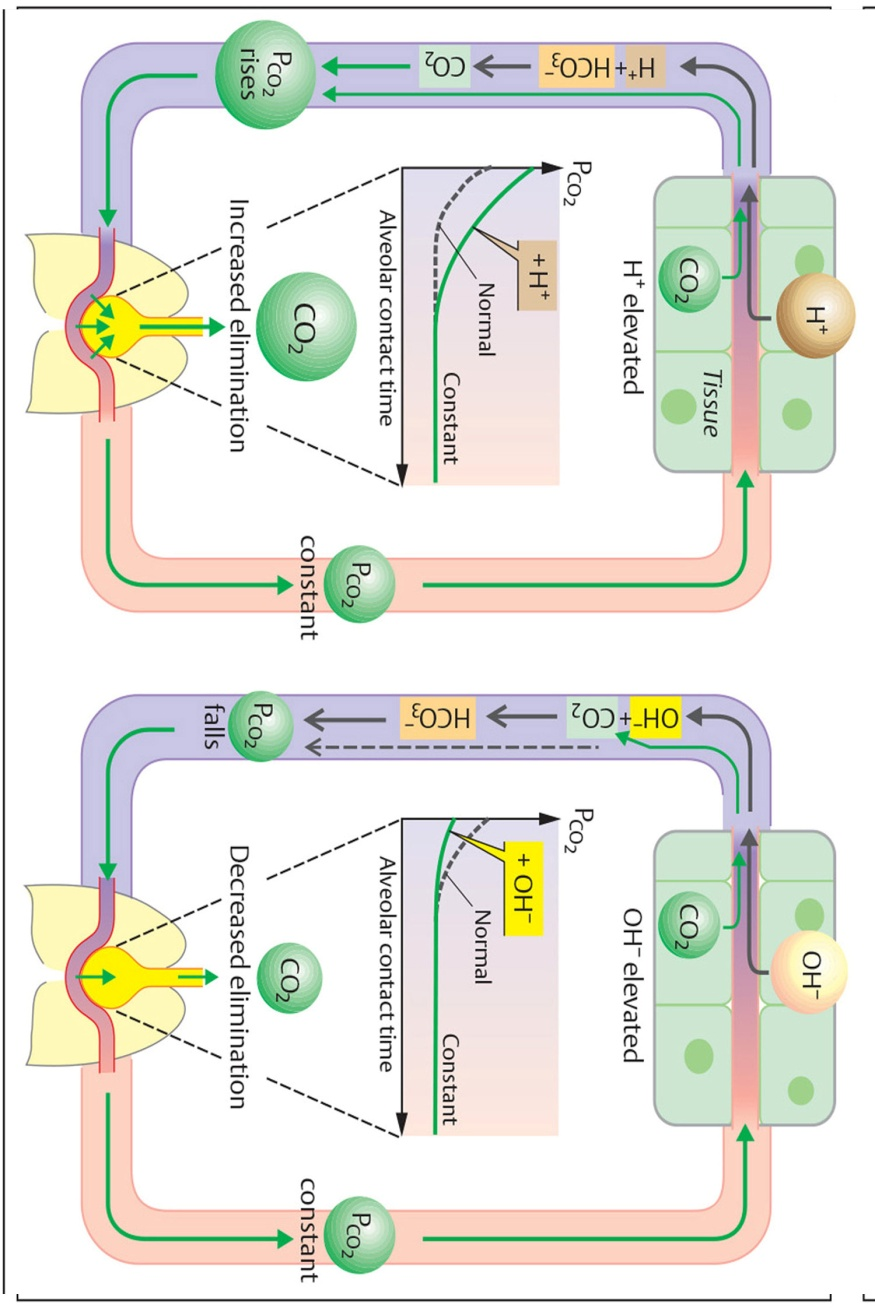 H⁺
CO₂
Tissue
H⁺ elevated
H⁺ + HCO₃⁻
CO₂
Pco₂
rises
Pco₂
+ H⁺
Normal
Constant
Alveolar contact time
CO₂
Increased elimination
Pco₂
constant
OH⁻
CO₂
OH⁻ elevated
OH⁻ + CO₂
HCO₃⁻
Pco₂
falls
Pco₂
+ OH⁻
Normal
Constant
Alveolar contact time
CO₂
Decreased elimination
Pco₂
constant